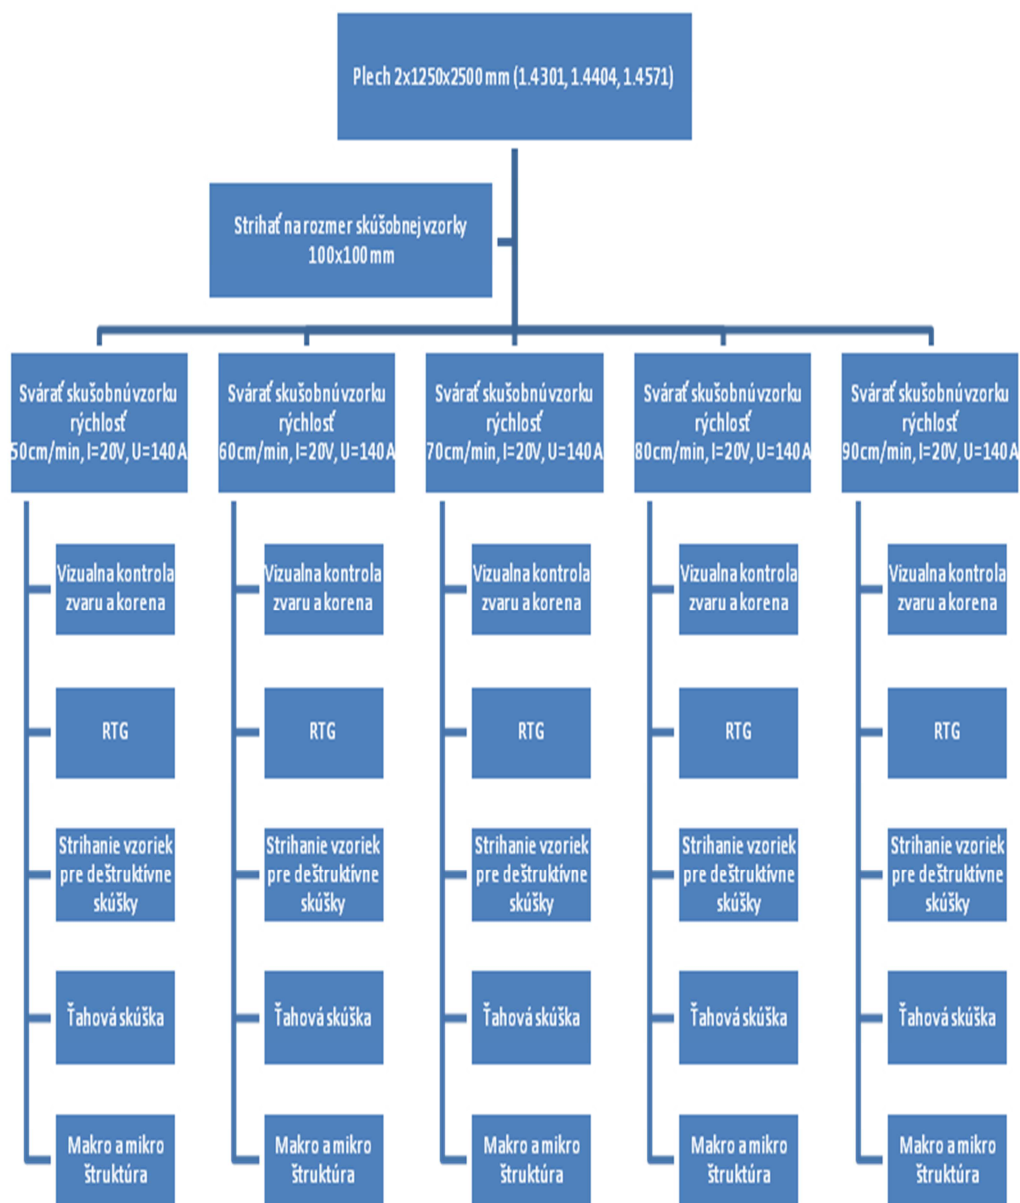 Plech 2x1250x2500 mm (1.4301, 1.4404, 1.4571)
Strihať na rozmer skúšobnej vzorky
100x100 mm
Svárať skušobnú vzorku
rýchlosť
50cm/min, I=20V, U=140A
Svárať skušobnú vzorku
rýchlosť
60cm/min, I=20V, U=140A
Svárať skušobnú vzorku
rýchlosť
70cm/min, I=20V, U=140A
Svárať skušobnú vzorku
rýchlosť
80cm/min, I=20V, U=140A
Svárať skušobnú vzorku
rýchlosť
90cm/min, I=20V, U=140A
Vizualna kontrola
zvaru a korena
RTG
Strihanie vzoriek
pre deštruktívne
skúšky
Ťahová skúška
Makro a mikro
štruktúra
Vizualna kontrola
zvaru a korena
RTG
Strihanie vzoriek
pre deštruktívne
skúšky
Ťahová skúška
Makro a mikro
štruktúra
Vizualna kontrola
zvaru a korena
RTG
Strihanie vzoriek
pre deštruktívne
skúšky
Ťahová skúška
Makro a mikro
štruktúra
Vizualna kontrola
zvaru a korena
RTG
Strihanie vzoriek
pre deštruktívne
skúšky
Ťahová skúška
Makro a mikro
štruktúra
Vizualna kontrola
zvaru a korena
RTG
Strihanie vzoriek
pre deštruktívne
skúšky
Ťahová skúška
Makro a mikro
štruktúra